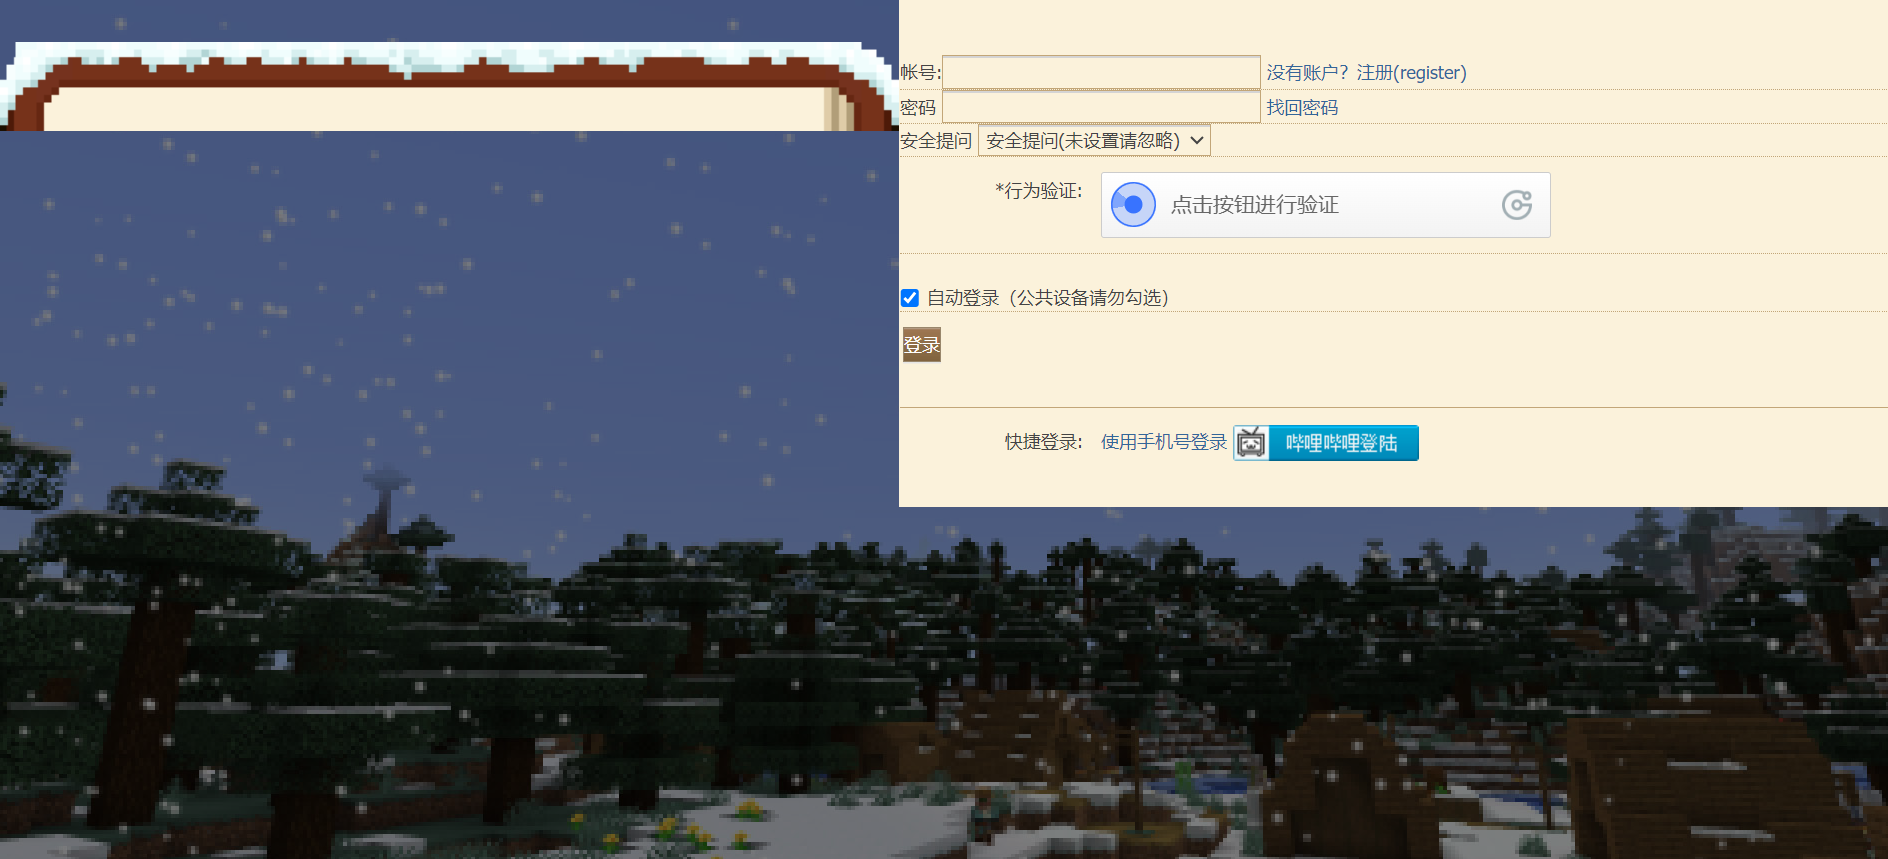 帐号: 没有账户？注册(register)
密码 找回密码
安全提问 安全提问(未设置请忽略)
*行为验证: 点击按钮进行验证
自动登录（公共设备请勿勾选）
登录
快捷登录: 使用手机号登录 哔哩哔哩登陆